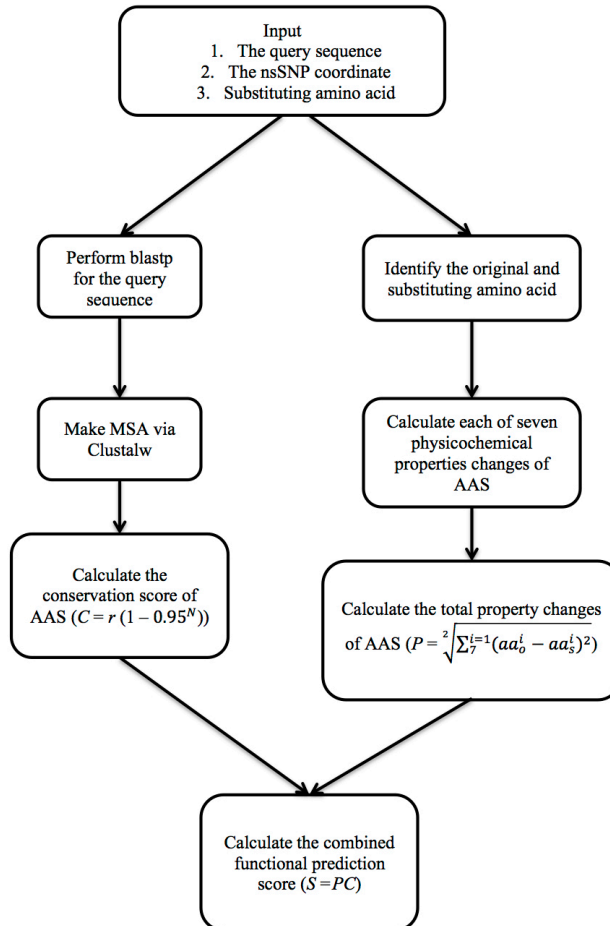 Input
1. The query sequence
2. The nsSNP coordinate
3. Substituting amino acid
Perform blastp
for the query
sequence
Identify the original and
substituting amino acid
Make MSA via
Clustalw
Calculate each of seven
physicochemical
properties changes of
AAS
Calculate the
conservation score of
AAS (C = r (1 – 0.95^N))
Calculate the total property changes
of AAS (P = \sqrt[2]{\sum_{7}^{i=1}(aa_o^i − aa_s^i)^2})
Calculate the combined
functional prediction
score (S =PC)